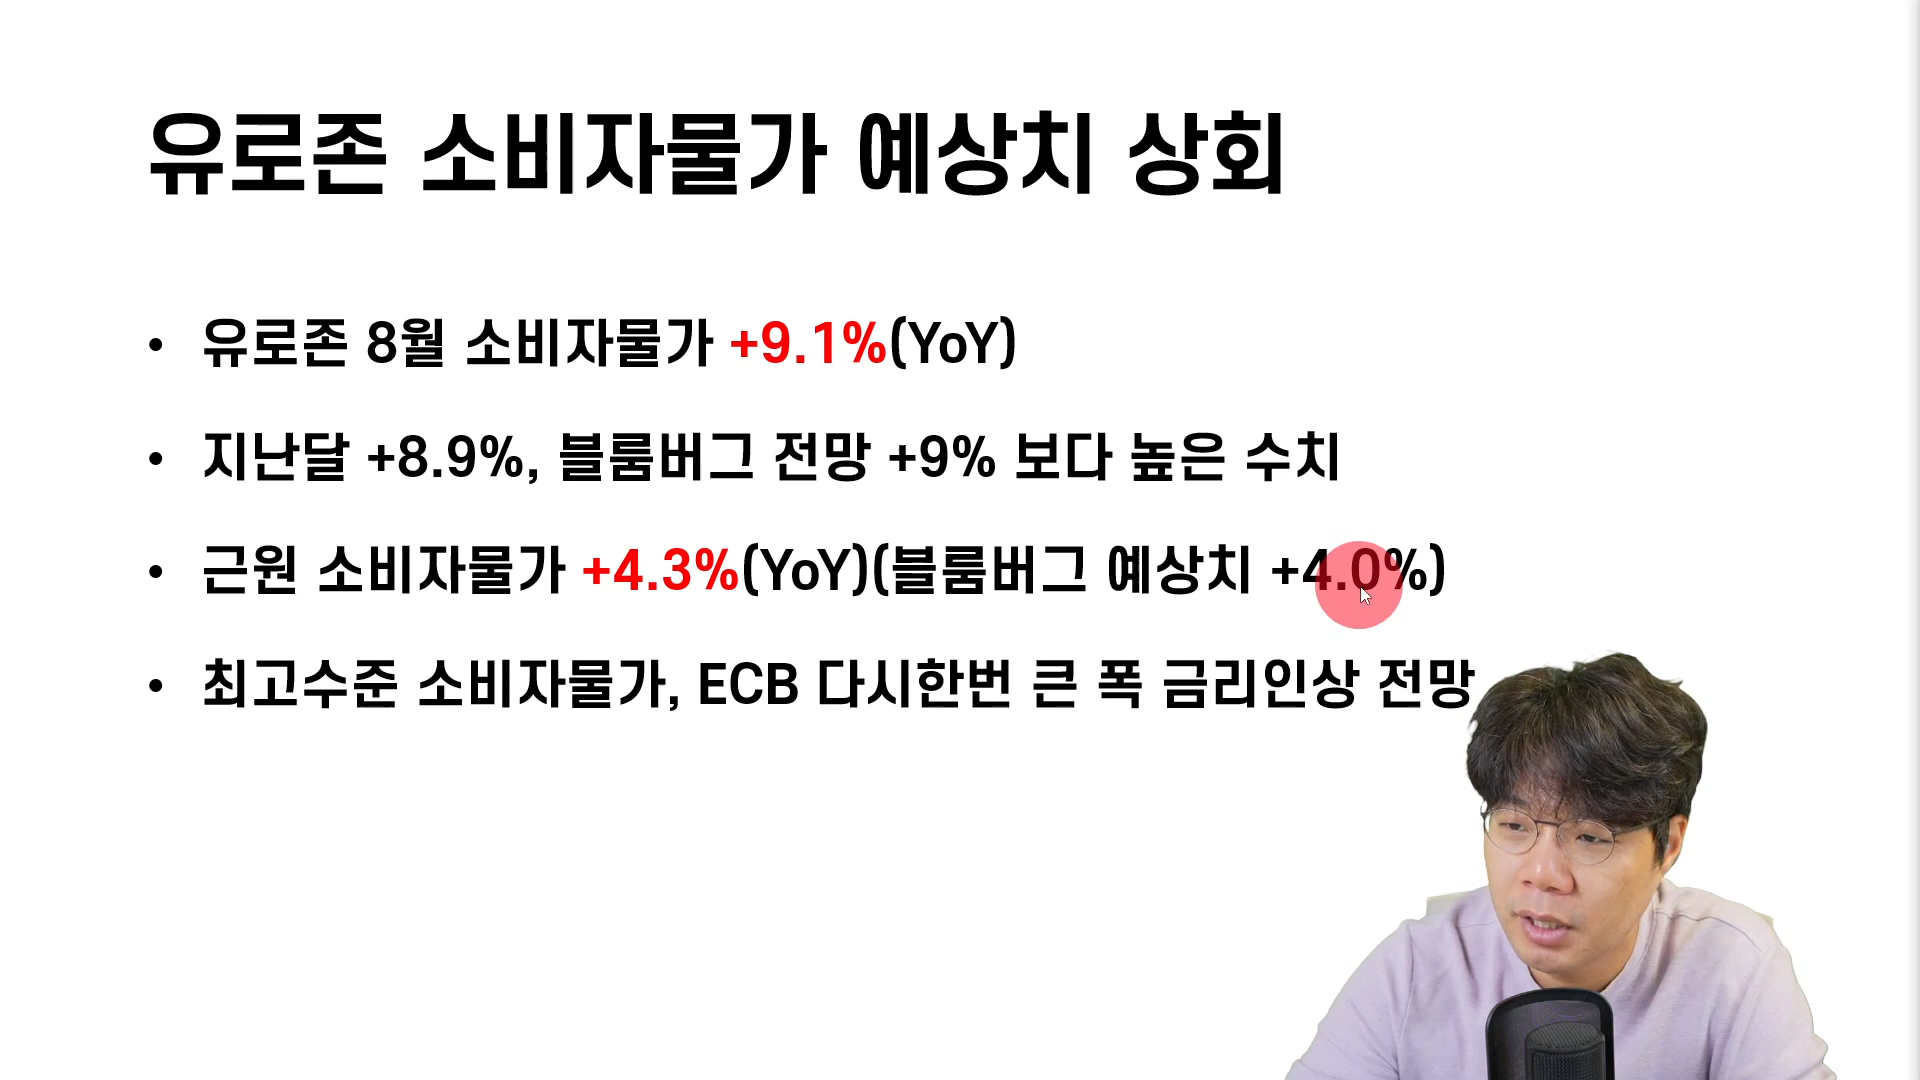 유로존 소비자물가 예상치 상회
• 유로존 8월 소비자물가 +9.1%(YoY)
• 지난달 +8.9%, 블룸버그 전망 +9% 보다 높은 수치
• 근원 소비자물가 +4.3%(YoY)(블룸버그 예상치 +4.0%)
• 최고수준 소비자물가, ECB 다시한번 큰 폭 금리인상 전망